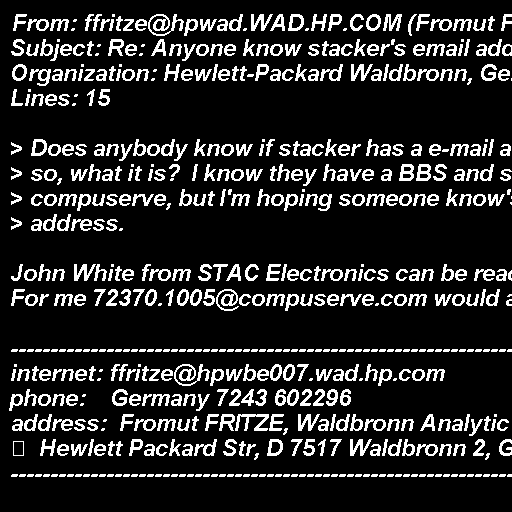 From: ffritze@hpwad.WAD.HP.COM (Fromut F
Subject: Re: Anyone know stacker's email add
Organization: Hewlett-Packard Waldbronn, Ge
Lines: 15

> Does anybody know if stacker has a e-mail a
> so, what it is?  I know they have a BBS and s
> compuserve, but I'm hoping someone know's
> address.

John White from STAC Electronics can be reac
For me 72370.1005@compuserve.com would a

-------------------------------------------------------------------
internet: ffritze@hpwbe007.wad.hp.com
phone:    Germany 7243 602296
address:  Fromut FRITZE, Waldbronn Analytic
  Hewlett Packard Str, D 7517 Waldbronn 2, G
-------------------------------------------------------------------